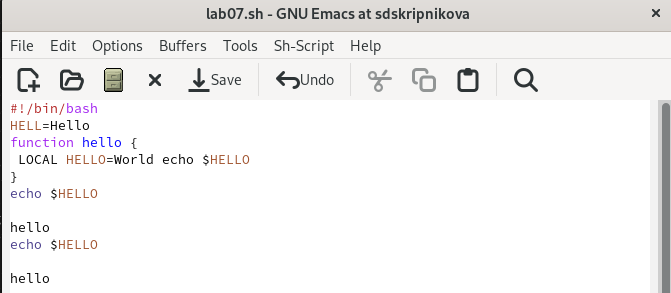 lab07.sh - GNU Emacs at sdskripnikova
File Edit Options Buffers Tools Sh-Script Help
Save Undo
#!/bin/bash
HELL=Hello
function hello {
 LOCAL HELLO=World echo $HELLO
}
echo $HELLO

hello
echo $HELLO

hello